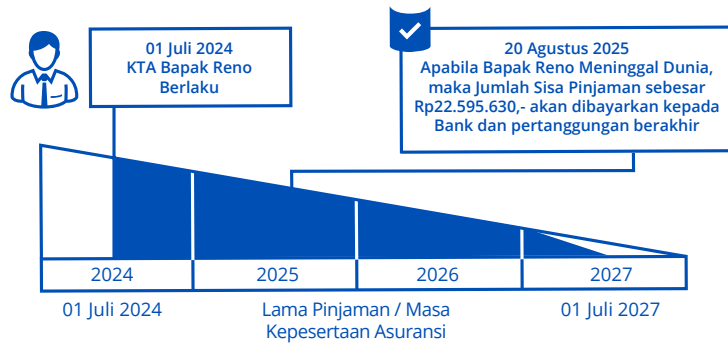 01 Juli 2024
KTA Bapak Reno
Berlaku
20 Agustus 2025
Apabila Bapak Reno Meninggal Dunia,
maka Jumlah Sisa Pinjaman sebesar
Rp22.595.630,- akan dibayarkan kepada
Bank dan pertanggungan berakhir
2024
2025
2026
2027
01 Juli 2024
Lama Pinjaman / Masa
Kepesertaan Asuransi
01 Juli 2027